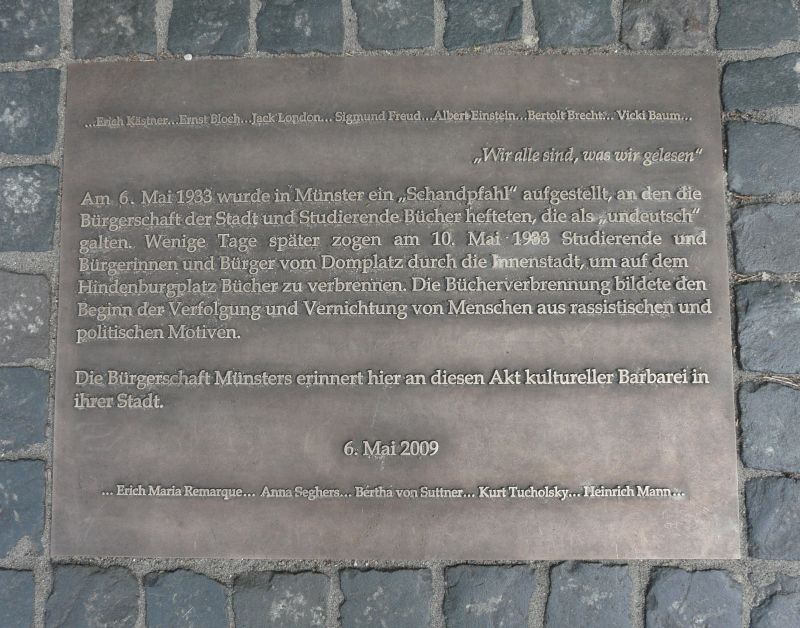 ...Erich Kästner...Ernst Bloch...Jack London... Sigmund Freud...Albert Einstein... Bertolt Brecht... Vicki Baum...
„Wir alle sind, was wir gelesen“
Am 6. Mai 1933 wurde in Münster ein „Schandpfahl“ aufgestellt, an den die
Bürgerschaft der Stadt und Studierende Bücher hefteten, die als „undeutsch“
galten. Wenige Tage später zogen am 10. Mai 1933 Studierende und
Bürgerinnen und Bürger vom Domplatz durch die Innenstadt, um auf dem
Hindenburgplatz Bücher zu verbrennen. Die Bücherverbrennung bildete den
Beginn der Verfolgung und Vernichtung von Menschen aus rassistischen und
politischen Motiven.
Die Bürgerschaft Münsters erinnert hier an diesen Akt kultureller Barbarei in
ihrer Stadt.
6. Mai 2009
... Erich Maria Remarque... Anna Seghers... Bertha von Suttner... Kurt Tucholsky... Heinrich Mann...